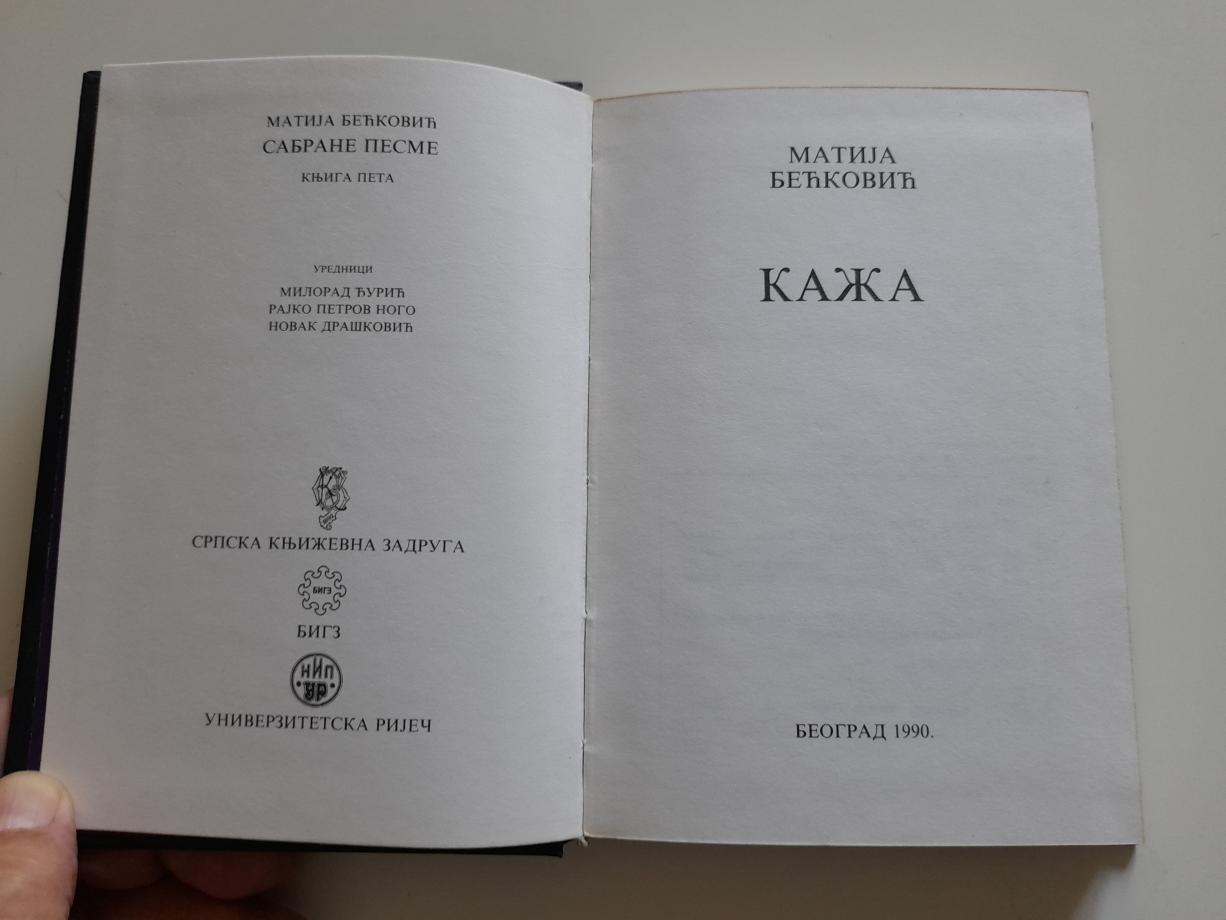 МАТИЈА БЕЋКОВИЋ
САБРАНЕ ПЕСМЕ
КЊИГА ПЕТА
УРЕДНИЦИ
МИЛОРАД ЂУРИЋ
РАЈКО ПЕТРОВ НОГО
НОВАК ДРАШКОВИЋ
СРПСКА КЊИЖЕВНА ЗАДРУГА
БИГЗ
БИГЗ
НИП
УР
УНИВЕРЗИТЕТСКА РИЈЕЧ
МАТИЈА
БЕЋКОВИЋ
КАЖА
БЕОГРАД 1990.